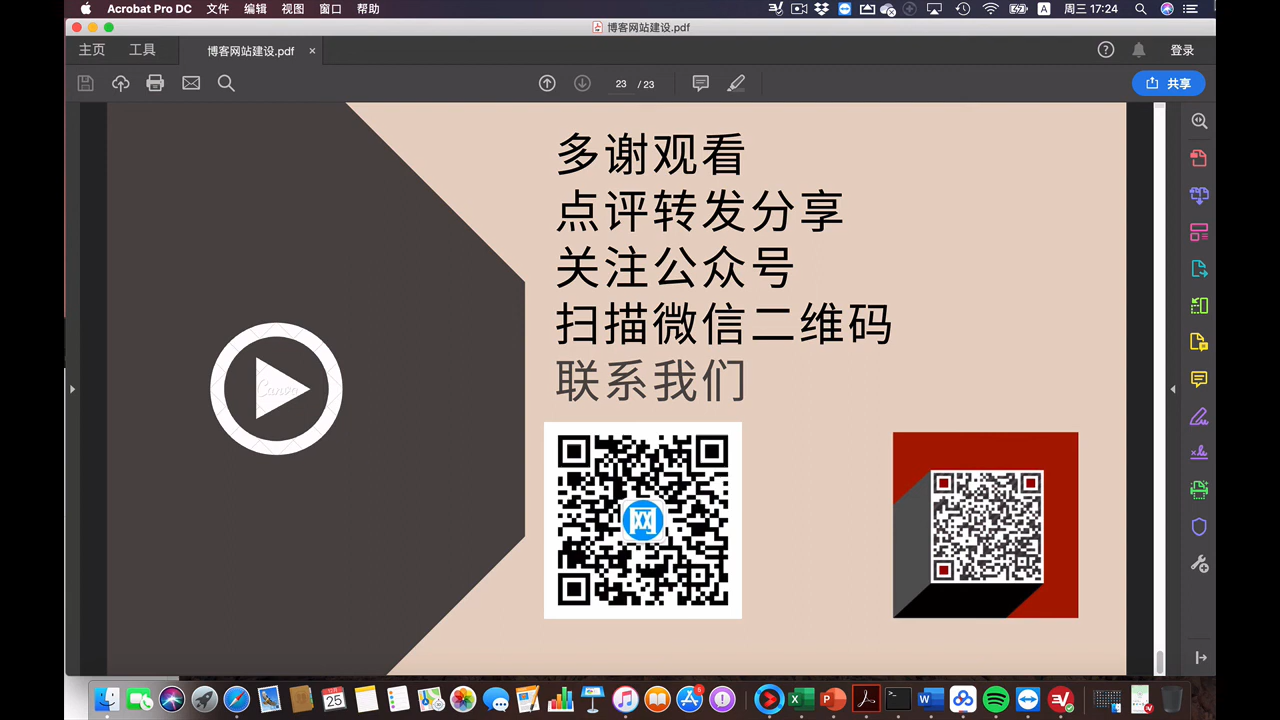 Acrobat Pro DC 文件 编辑 视图 窗口 帮助 A 周三 17:24
博客网站建设.pdf
主页 工具 博客网站建设.pdf × ? 登录
23 / 23 共享
多谢观看
点评转发分享
关注公众号
扫描微信二维码
联系我们
Canva
网